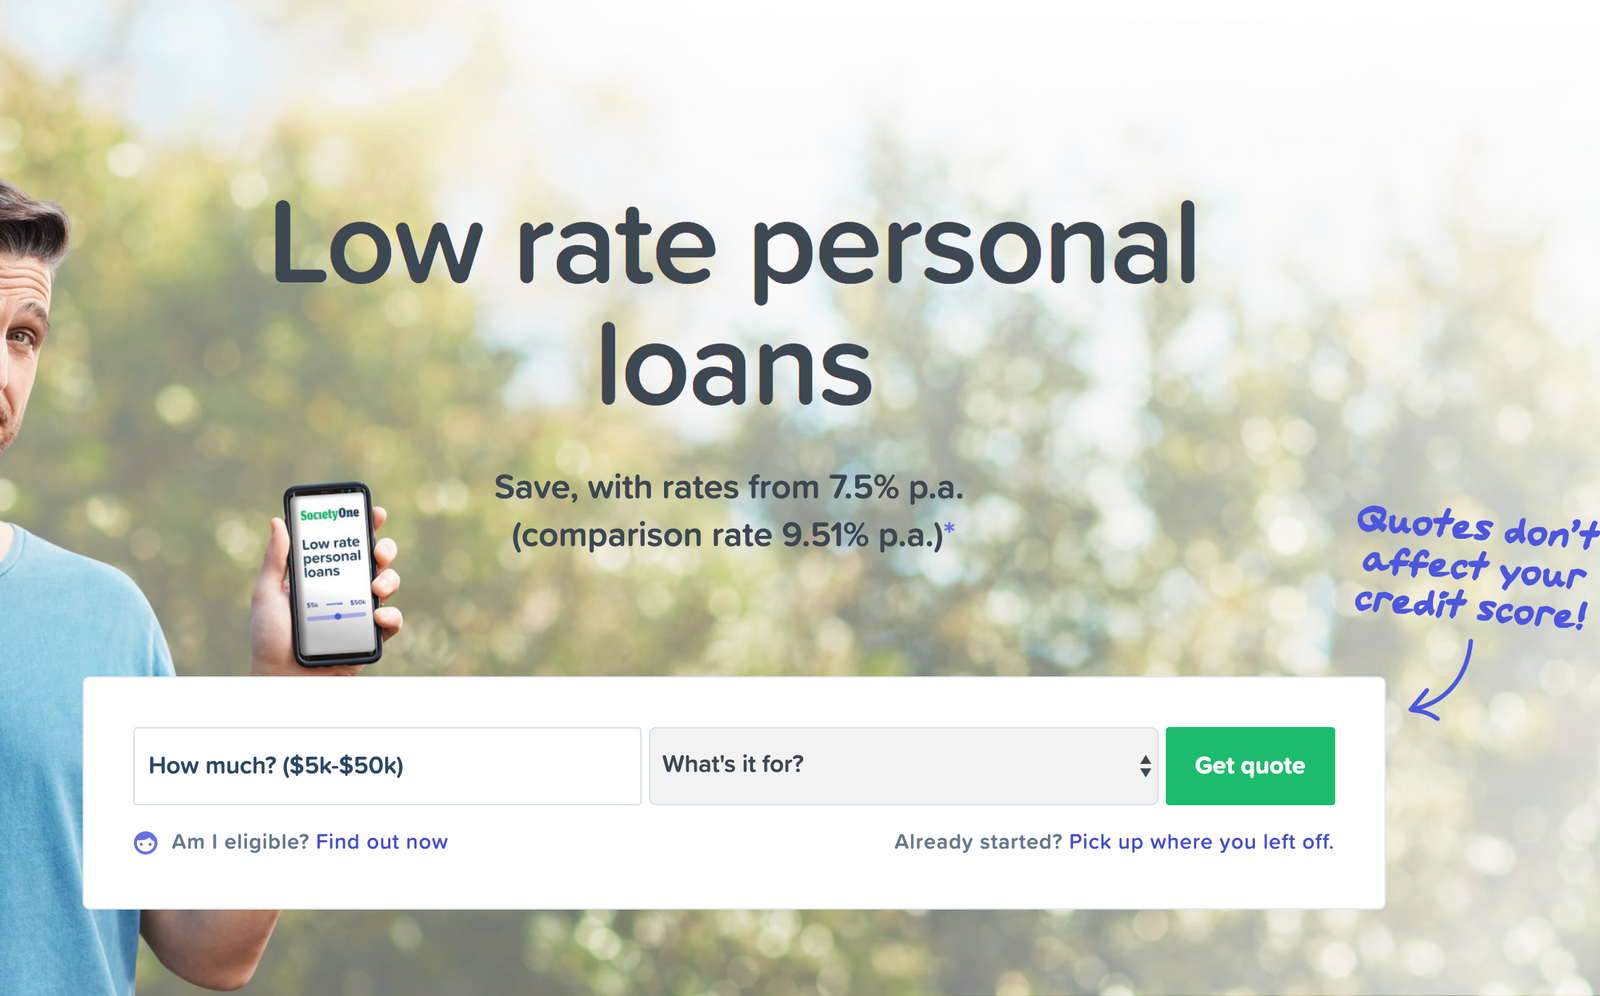 Low rate personal
loans
Save, with rates from 7.5% p.a.
(comparison rate 9.51% p.a.)*
SocietyOne
Low rate
personal
loans
$5k $50k
Quotes don't
affect your
credit score!
How much? ($5k-$50k)
What's it for?
Get quote
Am I eligible? Find out now
Already started? Pick up where you left off.